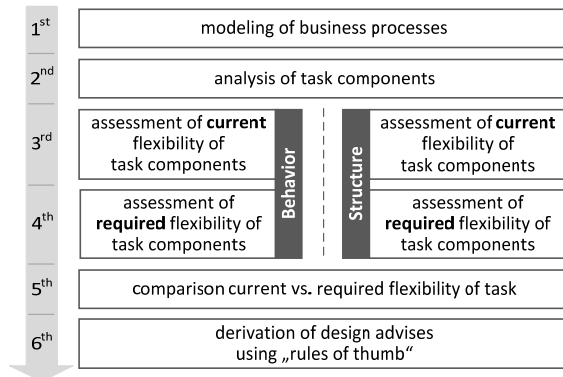 1st
modeling of business processes
2nd
analysis of task components
3rd
assessment of current
flexibility of
task components
Behavior
Structure
assessment of current
flexibility of
task components
4th
assessment of
required flexibility of
task components
assessment of
required flexibility of
task components
5th
comparison current vs. required flexibility of task
6th
derivation of design advises
using „rules of thumb“